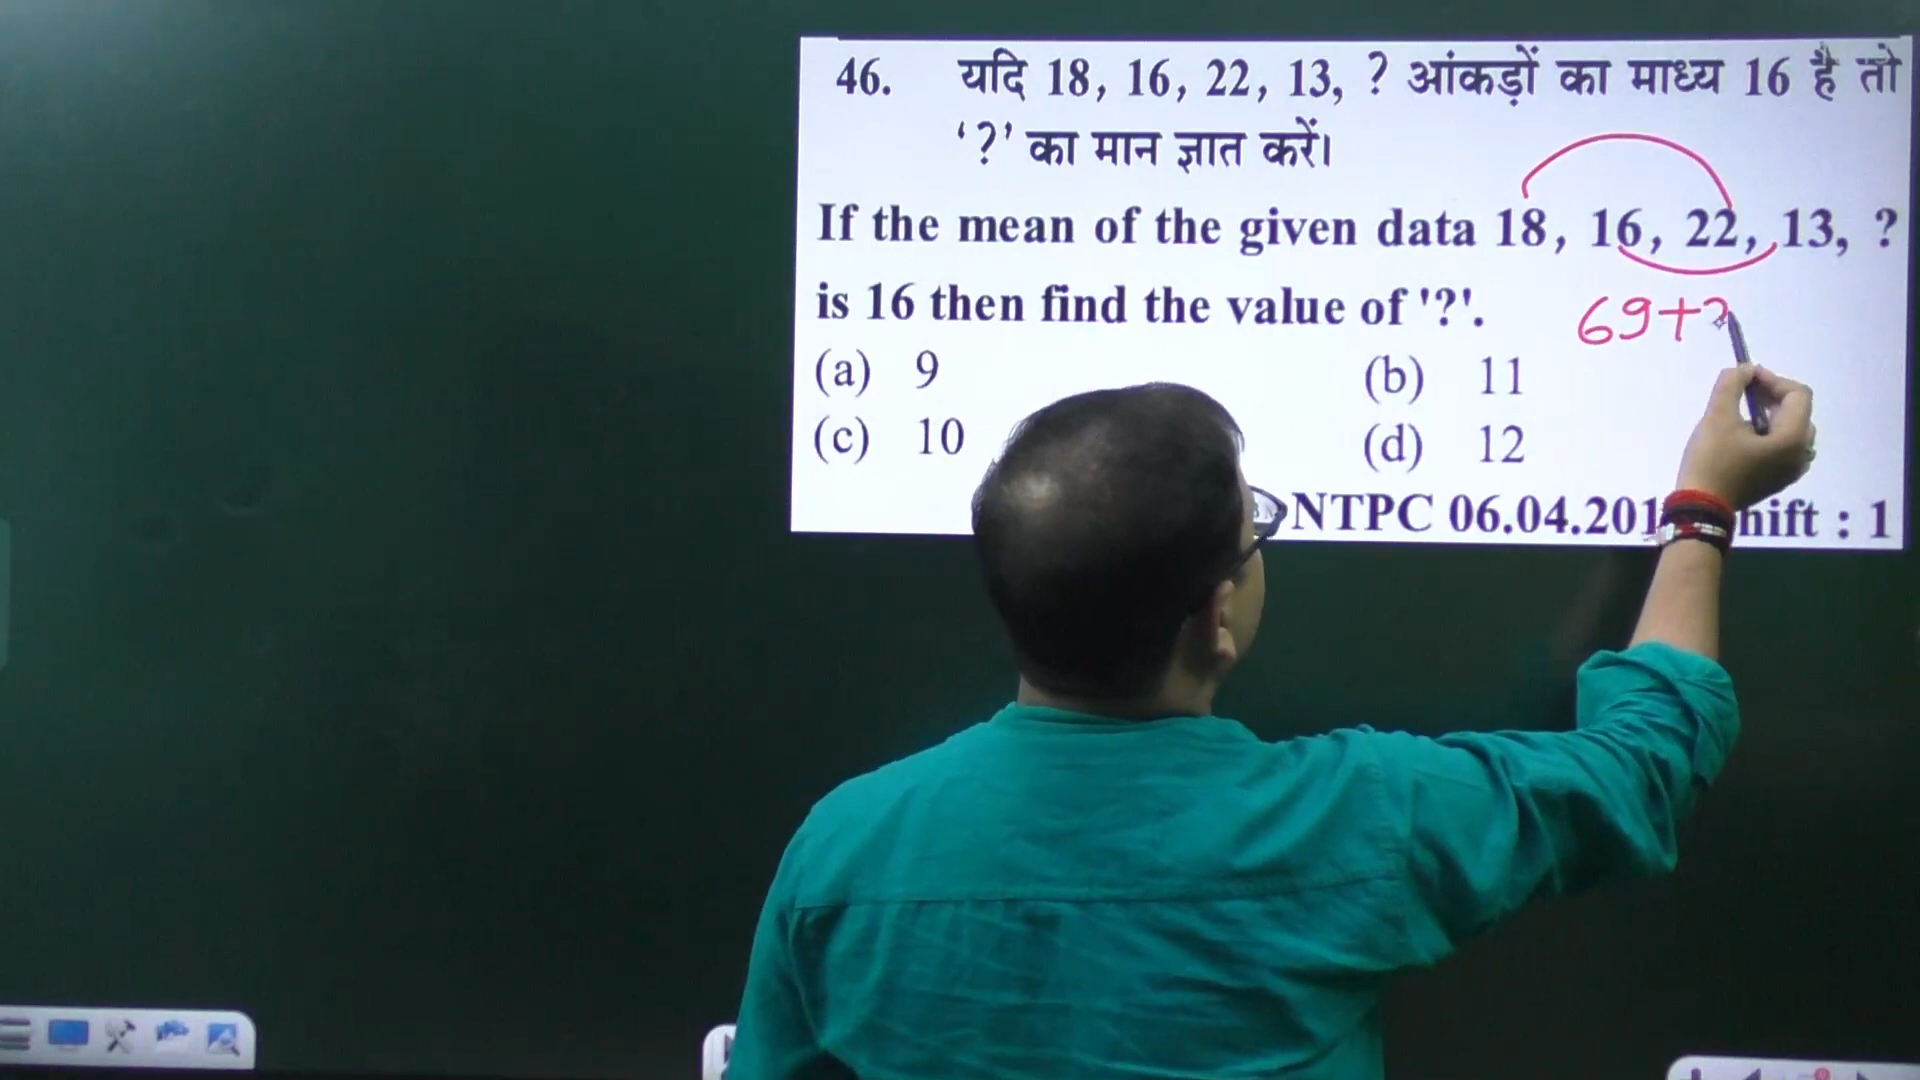 46. यदि 18, 16, 22, 13, ? आंकड़ों का माध्य 16 है तो
‘?’ का मान ज्ञात करें।
If the mean of the given data 18, 16, 22, 13, ?
is 16 then find the value of '?'.
69+?
(a) 9 (b) 11
(c) 10 (d) 12
NTPC 06.04.201 hift : 1